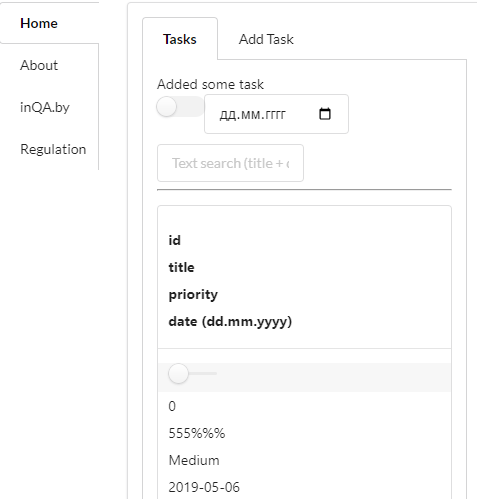 Home
About
inQA.by
Regulation
Tasks
Add Task
Added some task
дд.мм.гггг
Text search (title +
id
title
priority
date (dd.mm.yyyy)
0
555%%%
Medium
2019-05-06